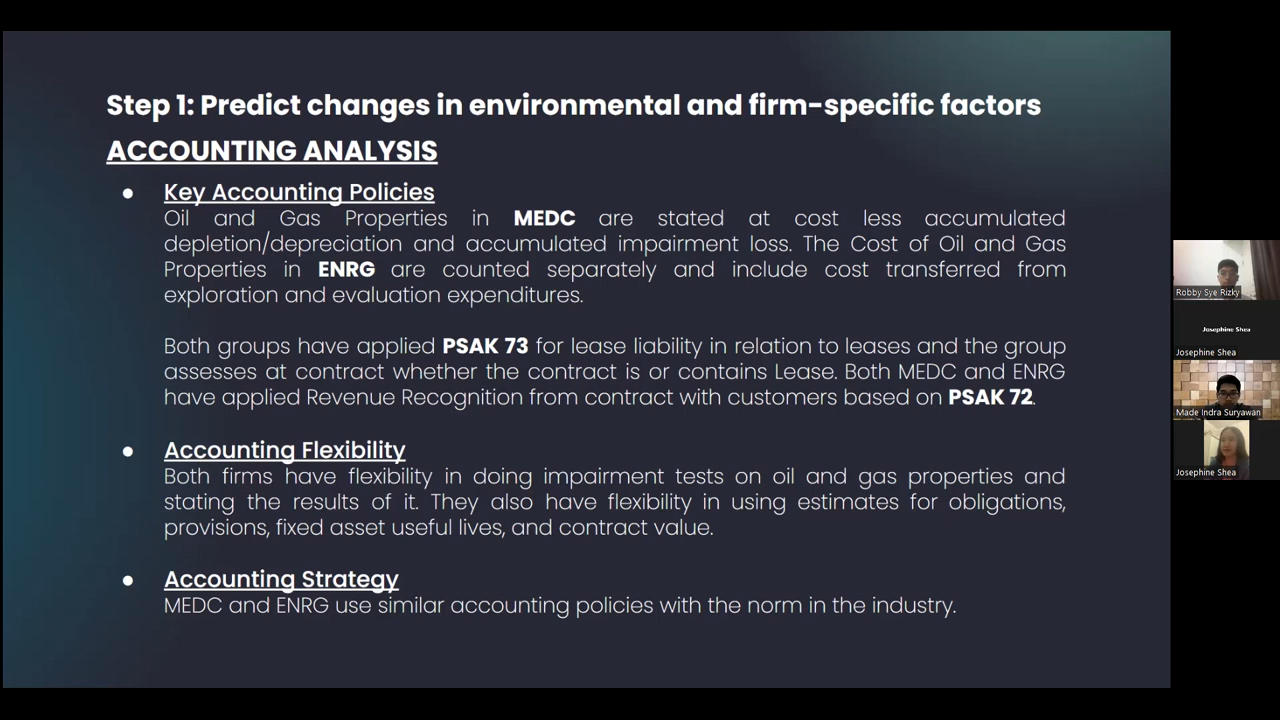 Step 1: Predict changes in environmental and firm-specific factors
ACCOUNTING ANALYSIS
● Key Accounting Policies
Oil and Gas Properties in MEDC are stated at cost less accumulated
depletion/depreciation and accumulated impairment loss. The Cost of Oil and Gas
Properties in ENRG are counted separately and include cost transferred from
exploration and evaluation expenditures.
Both groups have applied PSAK 73 for lease liability in relation to leases and the group
assesses at contract whether the contract is or contains Lease. Both MEDC and ENRG
have applied Revenue Recognition from contract with customers based on PSAK 72.
● Accounting Flexibility
Both firms have flexibility in doing impairment tests on oil and gas properties and
stating the results of it. They also have flexibility in using estimates for obligations,
provisions, fixed asset useful lives, and contract value.
● Accounting Strategy
MEDC and ENRG use similar accounting policies with the norm in the industry.
Robby Sye Rizky
Josephine Shea
Josephine Shea
Made Indra Suryawan
Josephine Shea